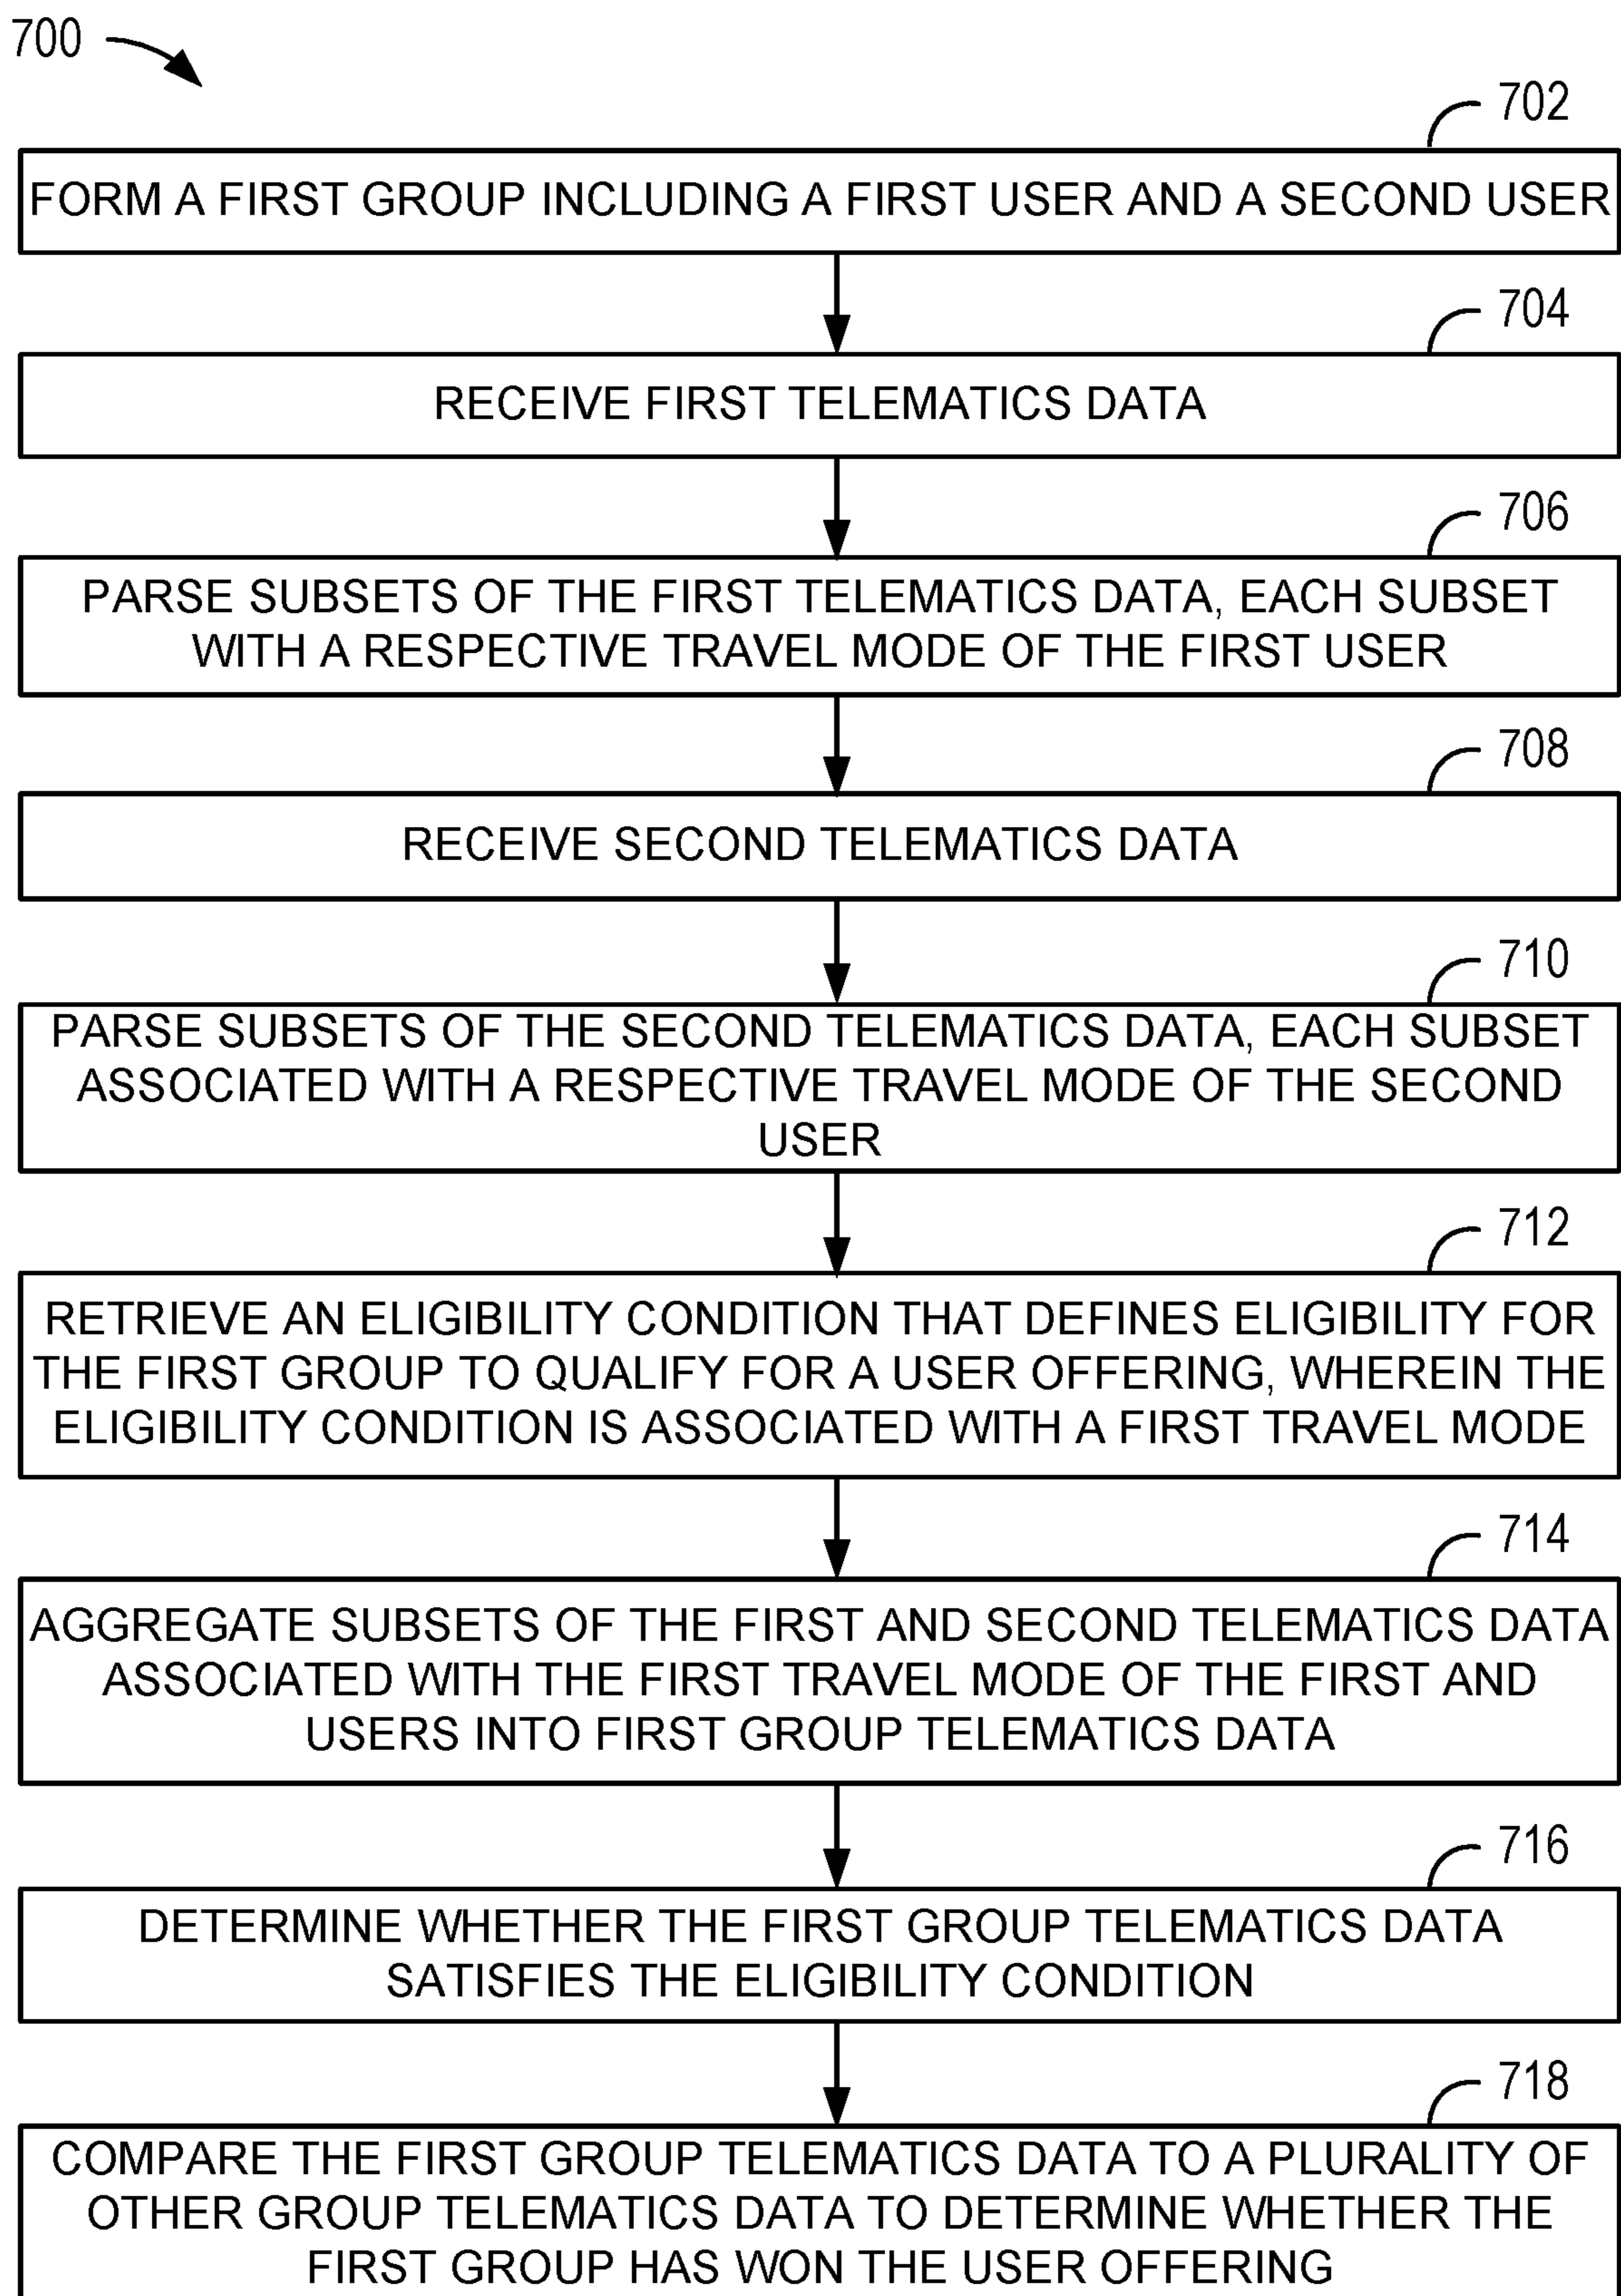 700
702
FORM A FIRST GROUP INCLUDING A FIRST USER AND A SECOND USER
704
RECEIVE FIRST TELEMATICS DATA
706
PARSE SUBSETS OF THE FIRST TELEMATICS DATA, EACH SUBSET
WITH A RESPECTIVE TRAVEL MODE OF THE FIRST USER
708
RECEIVE SECOND TELEMATICS DATA
710
PARSE SUBSETS OF THE SECOND TELEMATICS DATA, EACH SUBSET
ASSOCIATED WITH A RESPECTIVE TRAVEL MODE OF THE SECOND
USER
712
RETRIEVE AN ELIGIBILITY CONDITION THAT DEFINES ELIGIBILITY FOR
THE FIRST GROUP TO QUALIFY FOR A USER OFFERING, WHEREIN THE
ELIGIBILITY CONDITION IS ASSOCIATED WITH A FIRST TRAVEL MODE
714
AGGREGATE SUBSETS OF THE FIRST AND SECOND TELEMATICS DATA
ASSOCIATED WITH THE FIRST TRAVEL MODE OF THE FIRST AND
USERS INTO FIRST GROUP TELEMATICS DATA
716
DETERMINE WHETHER THE FIRST GROUP TELEMATICS DATA
SATISFIES THE ELIGIBILITY CONDITION
718
COMPARE THE FIRST GROUP TELEMATICS DATA TO A PLURALITY OF
OTHER GROUP TELEMATICS DATA TO DETERMINE WHETHER THE
FIRST GROUP HAS WON THE USER OFFERING